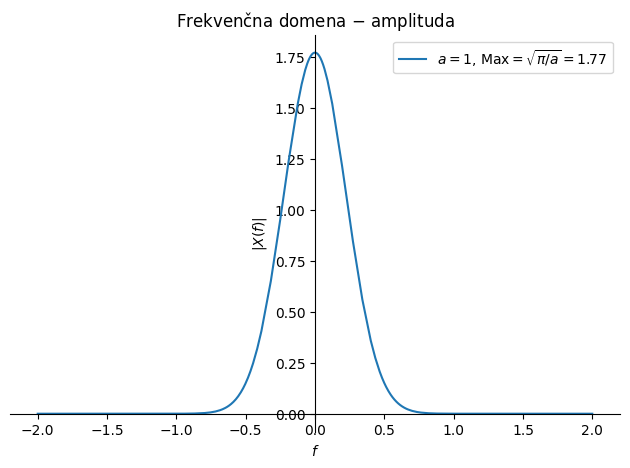 Frekvenčna domena − amplituda
a = 1, Max = √π/a = 1.77
1.75
1.50
1.25
1.00
|X(f)|
0.75
0.50
0.25
0.00
−2.0 −1.5 −1.0 −0.5 0.0 0.5 1.0 1.5 2.0
f